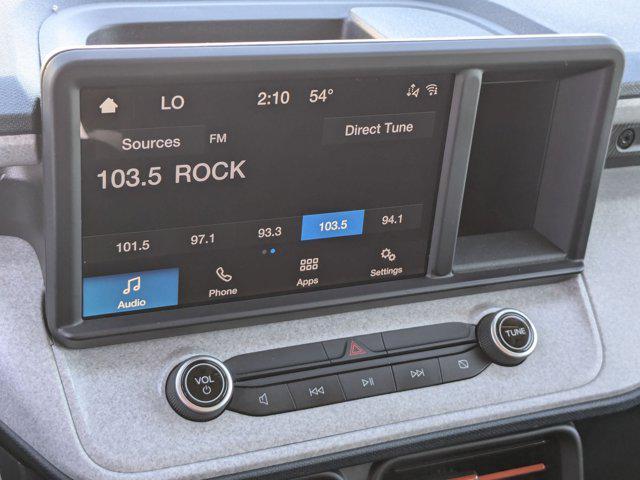 LO 2:10 54°
Sources FM Direct Tune
103.5 ROCK
101.5 97.1 93.3 103.5 94.1
Audio Phone Apps Settings
VOL TUNE